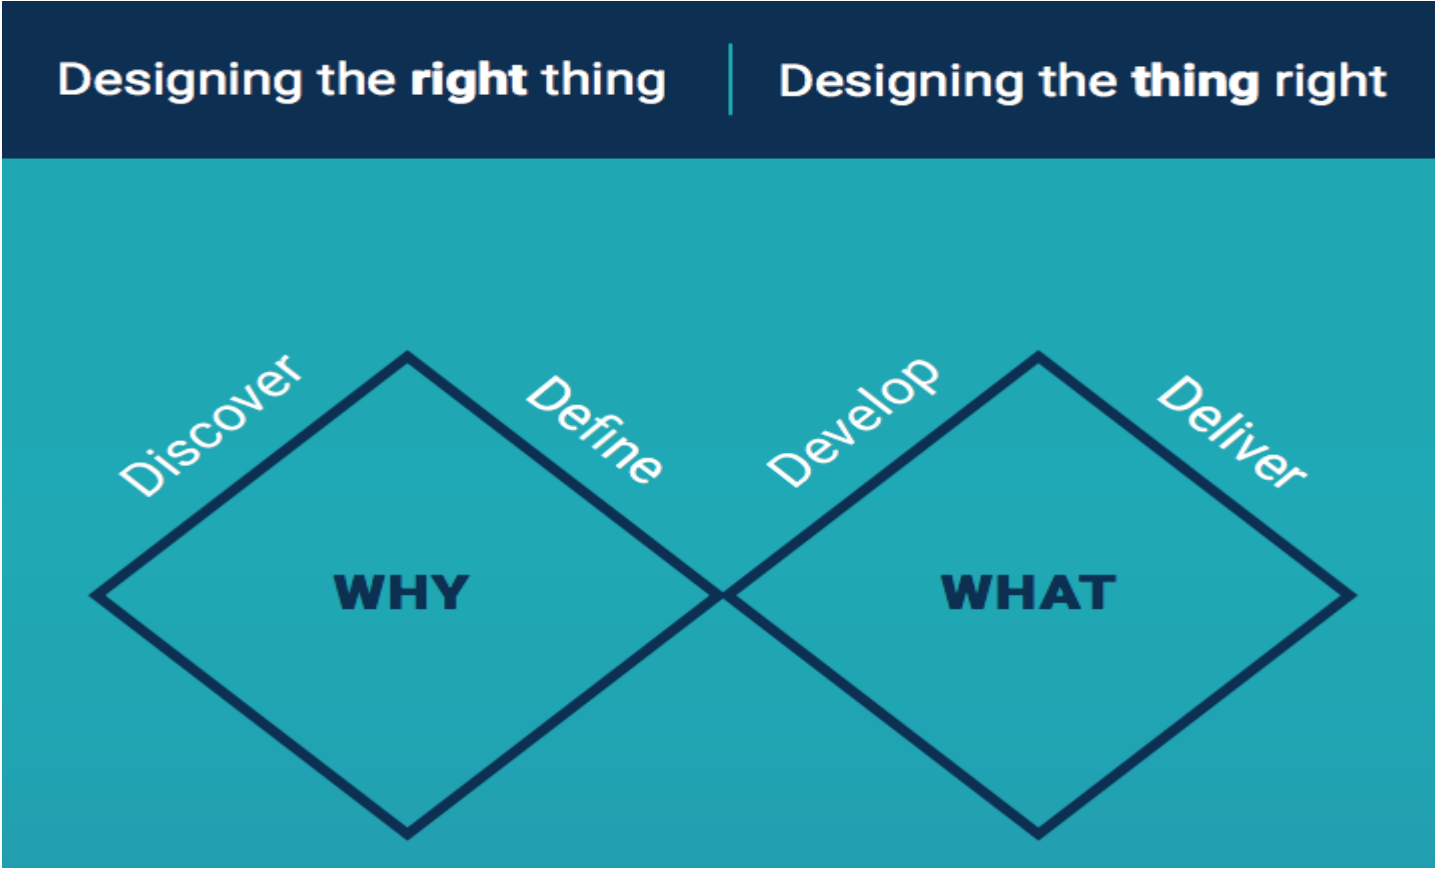 Designing the right thing
Designing the thing right
Discover
Define
Develop
Deliver
WHY
WHAT